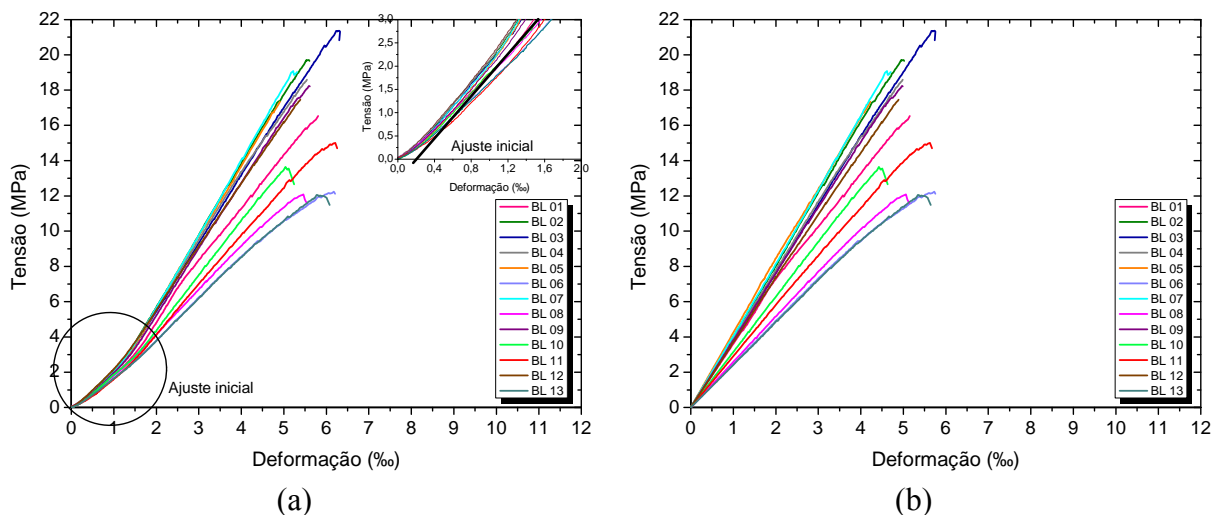 22
20
18
16
14
12
10
8
6
4
2
0
Tensão (MPa)
0 1 2 3 4 5 6 7 8 9 10 11 12
Deformação (‰)
Ajuste inicial
3,0
2,5
2,0
1,5
1,0
0,5
0,0
Tensão (MPa)
Ajuste inicial
0,0 0,4 0,8 1,2 1,6 2,0
Deformação (‰)
BL 01
BL 02
BL 03
BL 04
BL 05
BL 06
BL 07
BL 08
BL 09
BL 10
BL 11
BL 12
BL 13
(a)
22
20
18
16
14
12
10
8
6
4
2
0
Tensão (MPa)
BL 01
BL 02
BL 03
BL 04
BL 05
BL 06
BL 07
BL 08
BL 09
BL 10
BL 11
BL 12
BL 13
0 1 2 3 4 5 6 7 8 9 10 11 12
Deformação (‰)
(b)